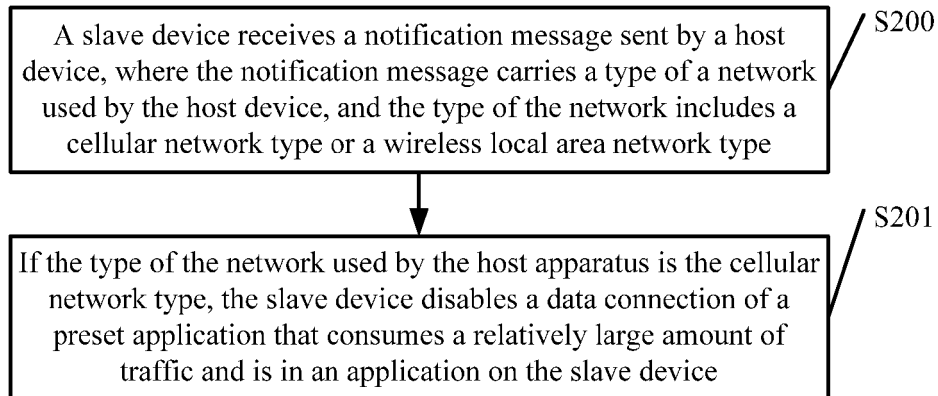 A slave device receives a notification message sent by a host
device, where the notification message carries a type of a network
used by the host device, and the type of the network includes a
cellular network type or a wireless local area network type
S200
If the type of the network used by the host apparatus is the cellular
network type, the slave device disables a data connection of a
preset application that consumes a relatively large amount of
traffic and is in an application on the slave device
S201